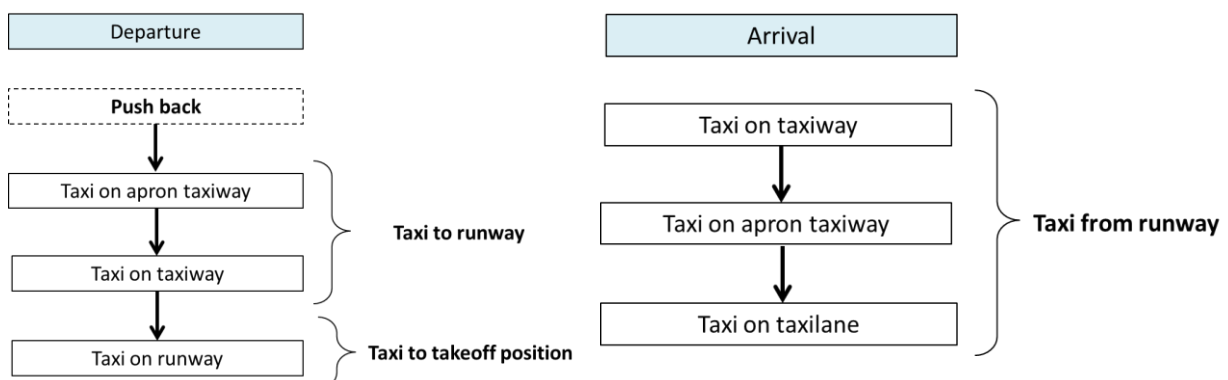 Departure
Push back
Taxi on apron taxiway
Taxi to runway
Taxi on taxiway
Taxi on runway
Taxi to takeoff position
Arrival
Taxi on taxiway
Taxi on apron taxiway
Taxi from runway
Taxi on taxilane